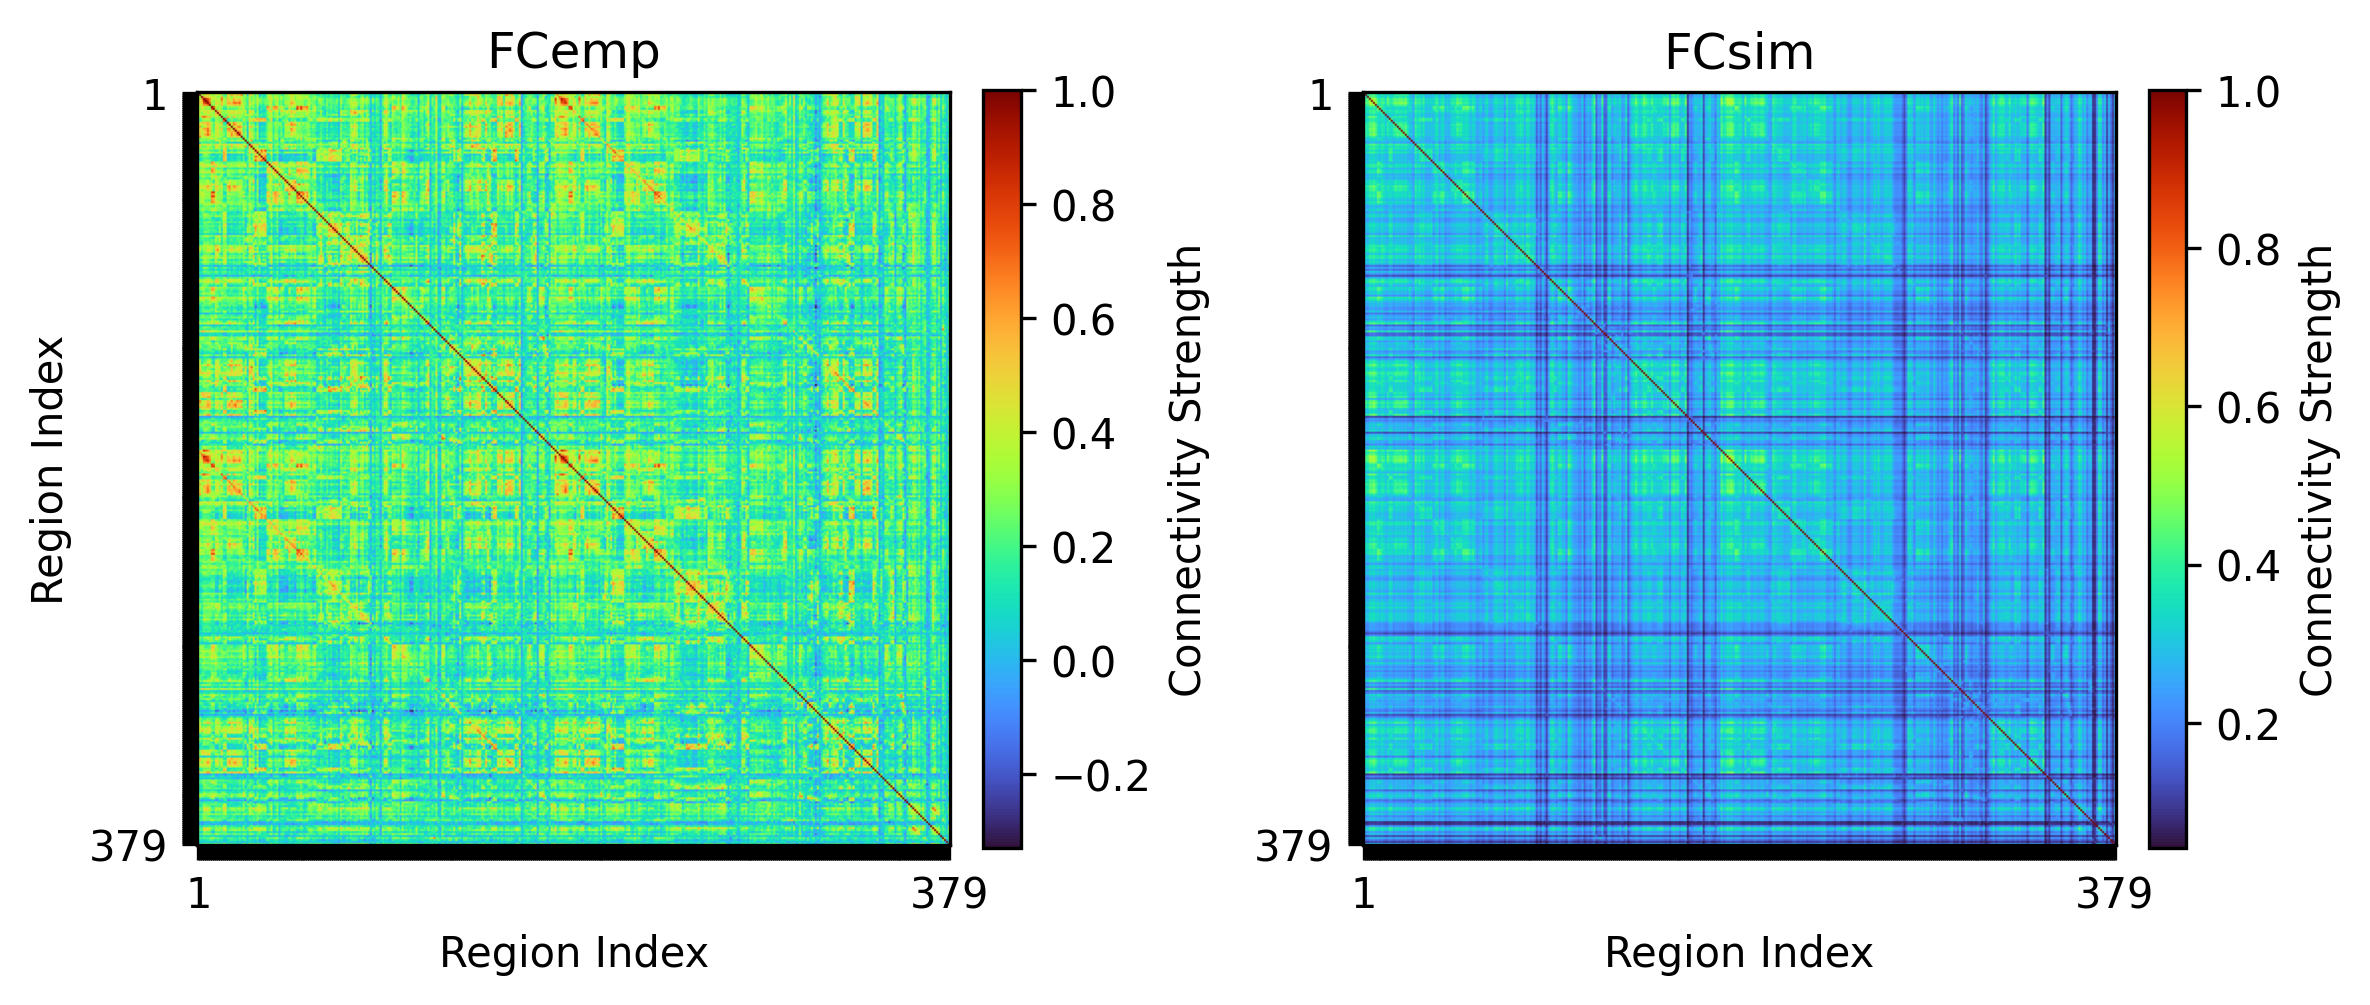 FCemp
1
379
1
379
Region Index
Region Index
1.0
0.8
0.6
0.4
0.2
0.0
−0.2
Connectivity Strength
FCsim
1
379
1
379
Region Index
1.0
0.8
0.6
0.4
0.2
Connectivity Strength